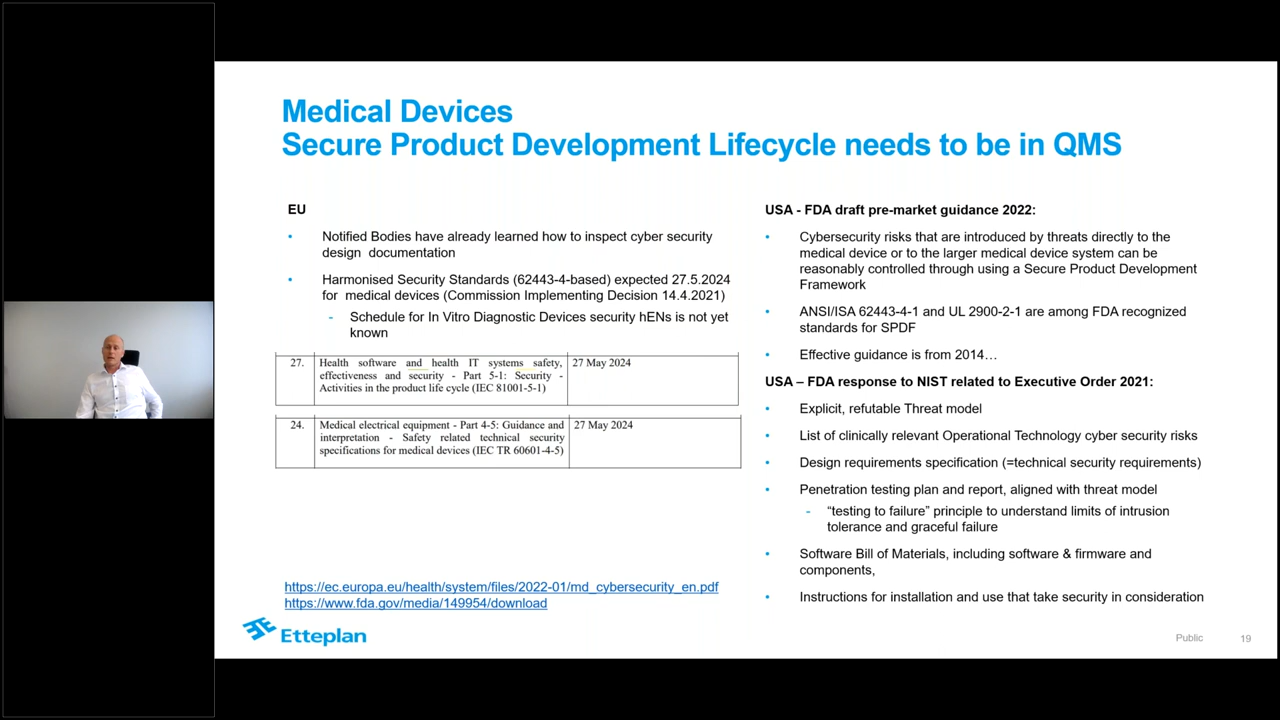 Medical Devices
Secure Product Development Lifecycle needs to be in QMS
EU
• Notified Bodies have already learned how to inspect cyber security
design documentation
• Harmonised Security Standards (62443-4-based) expected 27.5.2024
for medical devices (Commission Implementing Decision 14.4.2021)
- Schedule for In Vitro Diagnostic Devices security hENs is not yet
known
27. Health software and health IT systems safety, 27 May 2024
effectiveness and security - Part 5-1: Security -
Activities in the product life cycle (IEC 81001-5-1)
24. Medical electrical equipment - Part 4-5: Guidance and 27 May 2024
interpretation - Safety related technical security
specifications for medical devices (IEC TR 60601-4-5)
https://ec.europa.eu/health/system/files/2022-01/md_cybersecurity_en.pdf
https://www.fda.gov/media/149954/download
USA - FDA draft pre-market guidance 2022:
• Cybersecurity risks that are introduced by threats directly to the
medical device or to the larger medical device system can be
reasonably controlled through using a Secure Product Development
Framework
• ANSI/ISA 62443-4-1 and UL 2900-2-1 are among FDA recognized
standards for SPDF
• Effective guidance is from 2014…
USA – FDA response to NIST related to Executive Order 2021:
• Explicit, refutable Threat model
• List of clinically relevant Operational Technology cyber security risks
• Design requirements specification (=technical security requirements)
• Penetration testing plan and report, aligned with threat model
- “testing to failure” principle to understand limits of intrusion
tolerance and graceful failure
• Software Bill of Materials, including software & firmware and
components,
• Instructions for installation and use that take security in consideration
Etteplan
Public 19